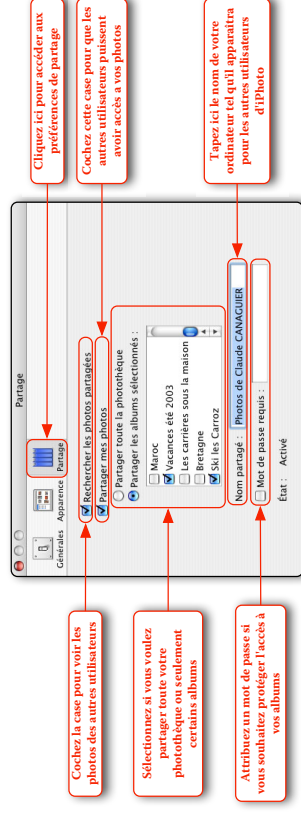 Cliquez ici pour accéder aux
préférences de partage
Cochez cette case pour que les
autres utilisateurs puissent
avoir accès a vos photos
Tapez ici le nom de votre
ordinateur tel qu'il apparaîtra
pour les autres utilisateurs
d'iPhoto
Partage
Générales
Apparence
Partage
Rechercher les photos partagées
Partager mes photos
Partager toute la photothèque
Partager les albums sélectionnés :
Maroc
Vacances été 2003
Les carrières sous la maison
Bretagne
Ski les Carroz
Nom partagé : Photos de Claude CANAGUIER
Mot de passe requis :
État : Activé
Cochez la case pour voir les
photos des autres utilisateurs
Sélectionnez si vous voulez
partager toute votre
photothèque ou seulement
certains albums
Attribuez un mot de passe si
vous souhaitez protéger l'accès à
vos albums